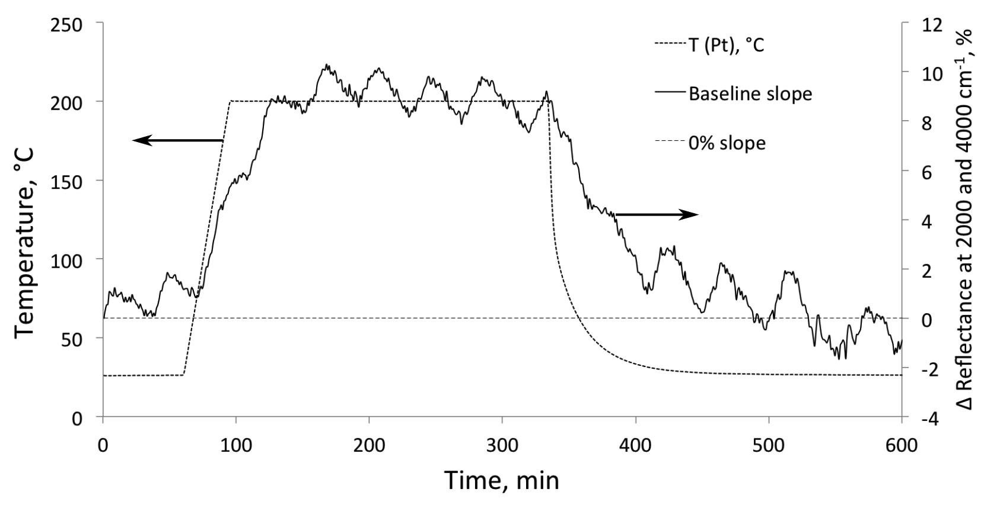 Temperature, °C
250
200
150
100
50
0
T (Pt), °C
Baseline slope
0% slope
12
10
8
6
4
2
0
-2
-4
Δ Reflectance at 2000 and 4000 cm⁻¹, %
0 100 200 300 400 500 600
Time, min